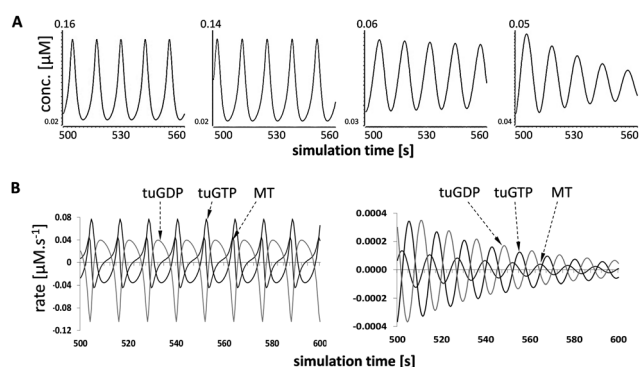 A
0.16
0.14
0.06
0.05
conc. [µM]
0.02
0.02
0.03
0.04
500 530 560
500 530 560
500 530 560
500 530 560
simulation time [s]
B
tuGDP tuGTP MT
tuGDP tuGTP MT
rate [µM.s⁻¹]
0.08
0.04
0
-0.04
-0.08
-0.12
500 520 540 560 580 600
0.0004
0.0002
0.0000
-0.0002
-0.0004
500 520 540 560 580 600
simulation time [s]